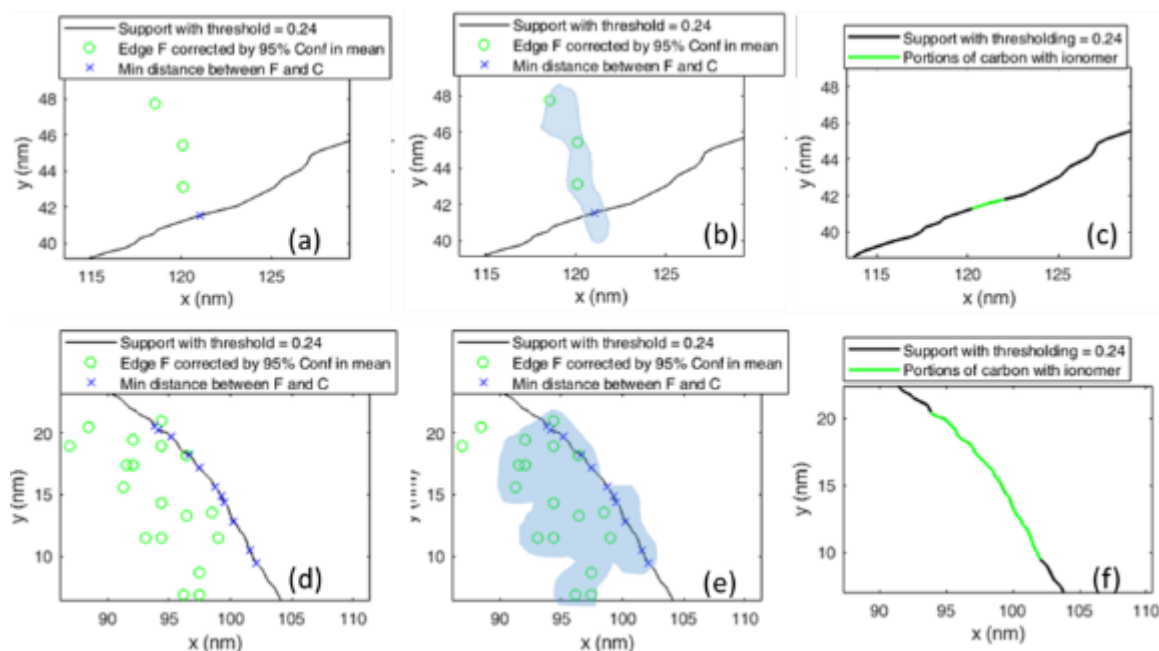 Support with threshold = 0.24
Edge F corrected by 95% Conf in mean
Min distance between F and C
48
46
44
42
40
y (nm)
115 120 125
x (nm)
(a)
Support with threshold = 0.24
Edge F corrected by 95% Conf in mean
Min distance between F and C
48
46
44
42
40
y (nm)
115 120 125
x (nm)
(b)
Support with thresholding = 0.24
Portions of carbon with ionomer
48
46
44
42
40
y (nm)
115 120 125
x (nm)
(c)
Support with threshold = 0.24
Edge F corrected by 95% Conf in mean
Min distance between F and C
20
15
10
y (nm)
90 95 100 105 110
x (nm)
(d)
Support with threshold = 0.24
Edge F corrected by 95% Conf in mean
Min distance between F and C
20
15
10
y (nm)
90 95 100 105 110
x (nm)
(e)
Support with thresholding = 0.24
Portions of carbon with ionomer
20
15
10
y (nm)
90 95 100 105 110
x (nm)
(f)